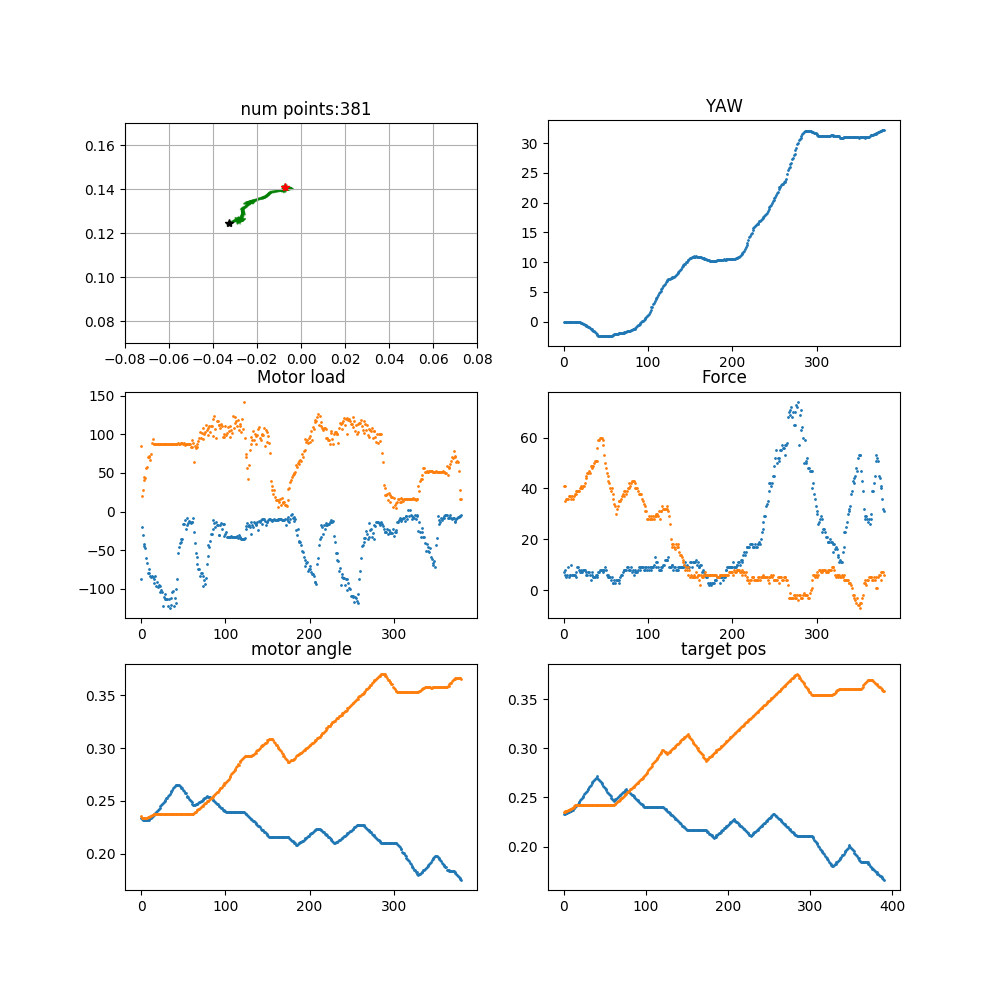 num points:381
0.16
0.14
0.12
0.10
0.08
−0.08 −0.06 −0.04 −0.02 0.00 0.02 0.04 0.06 0.08
YAW
30
25
20
15
10
5
0
0 100 200 300
Motor load
150
100
50
0
−50
−100
0 100 200 300
Force
60
40
20
0
0 100 200 300
motor angle
0.35
0.30
0.25
0.20
0 100 200 300
target pos
0.35
0.30
0.25
0.20
0 100 200 300 400